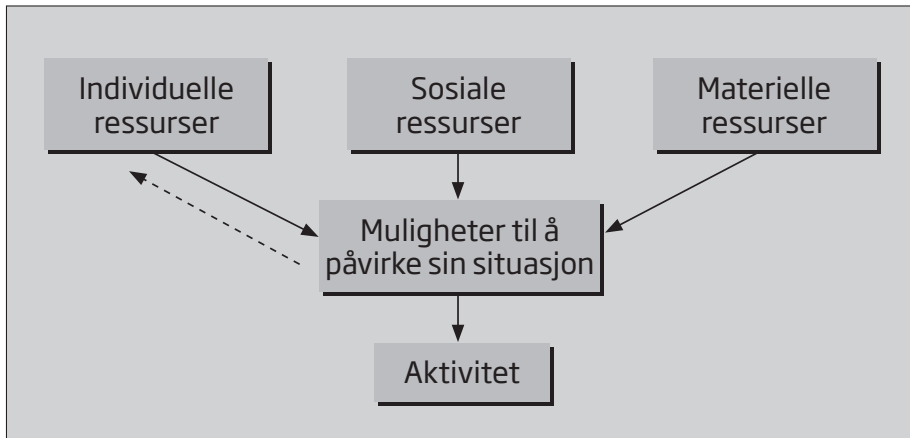 Individuelle
ressurser
Sosiale
ressurser
Materielle
ressurser
Muligheter til å
påvirke sin situasjon
Aktivitet